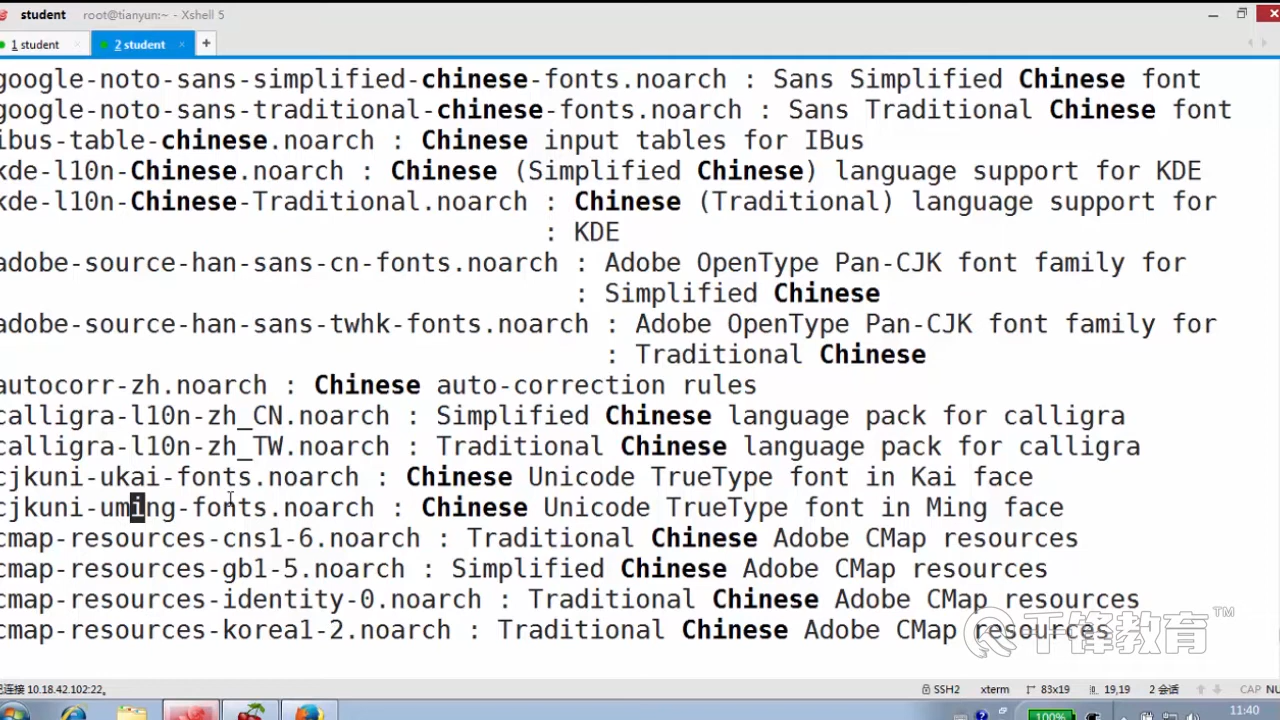 student root@tianyun:~ - Xshell 5
1 student × 2 student × +
google-noto-sans-simplified-chinese-fonts.noarch : Sans Simplified Chinese font
google-noto-sans-traditional-chinese-fonts.noarch : Sans Traditional Chinese font
ibus-table-chinese.noarch : Chinese input tables for IBus
kde-l10n-Chinese.noarch : Chinese (Simplified Chinese) language support for KDE
kde-l10n-Chinese-Traditional.noarch : Chinese (Traditional) language support for
: KDE
adobe-source-han-sans-cn-fonts.noarch : Adobe OpenType Pan-CJK font family for
: Simplified Chinese
adobe-source-han-sans-twhk-fonts.noarch : Adobe OpenType Pan-CJK font family for
: Traditional Chinese
autocorr-zh.noarch : Chinese auto-correction rules
calligra-l10n-zh_CN.noarch : Simplified Chinese language pack for calligra
calligra-l10n-zh_TW.noarch : Traditional Chinese language pack for calligra
cjkuni-ukai-fonts.noarch : Chinese Unicode TrueType font in Kai face
cjkuni-uming-fonts.noarch : Chinese Unicode TrueType font in Ming face
cmap-resources-cns1-6.noarch : Traditional Chinese Adobe CMap resources
cmap-resources-gb1-5.noarch : Simplified Chinese Adobe CMap resources
cmap-resources-identity-0.noarch : Traditional Chinese Adobe CMap resources
cmap-resources-korea1-2.noarch : Traditional Chinese Adobe CMap resources
千锋教育™
已连接 10.18.42.102:22。 SSH2 xterm 83x19 19,19 2 会话 CAP NU
100% 11:40